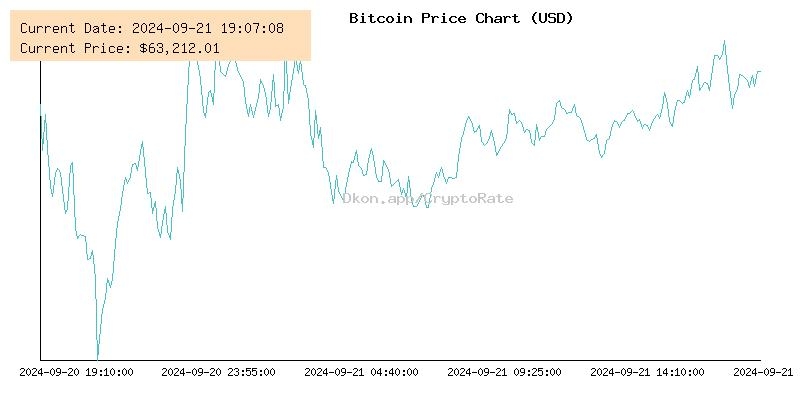 Bitcoin Price Chart (USD)
Current Date: 2024-09-21 19:07:08
Current Price: $63,212.01
Dkon.app/CryptoRate
2024-09-20 19:10:00 2024-09-20 23:55:00 2024-09-21 04:40:00 2024-09-21 09:25:00 2024-09-21 14:10:00 2024-09-21